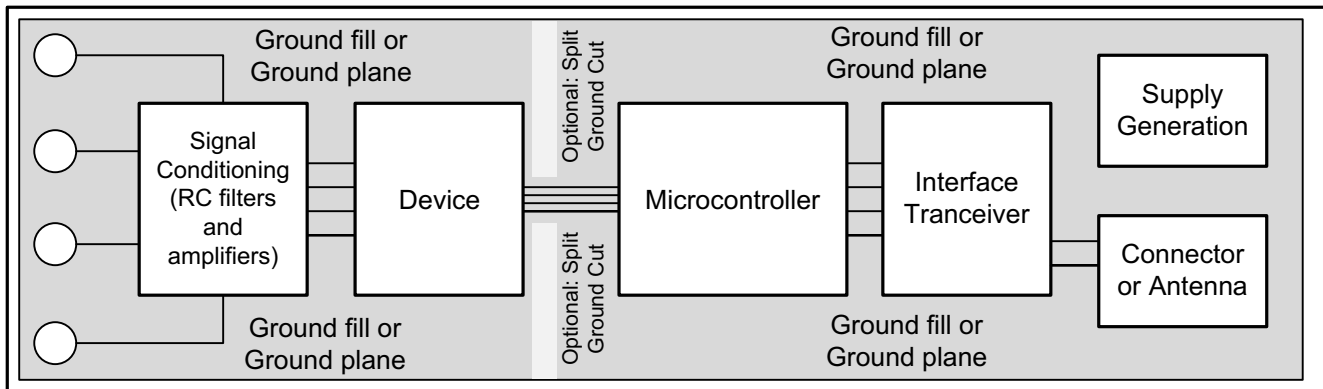 Ground fill or
Ground plane
Optional: Split
Ground Cut
Ground fill or
Ground plane
Supply
Generation
Signal
Conditioning
(RC filters
and
amplifiers)
Device
Microcontroller
Interface
Tranceiver
Connector
or Antenna
Ground fill or
Ground plane
Optional: Split
Ground Cut
Ground fill or
Ground plane